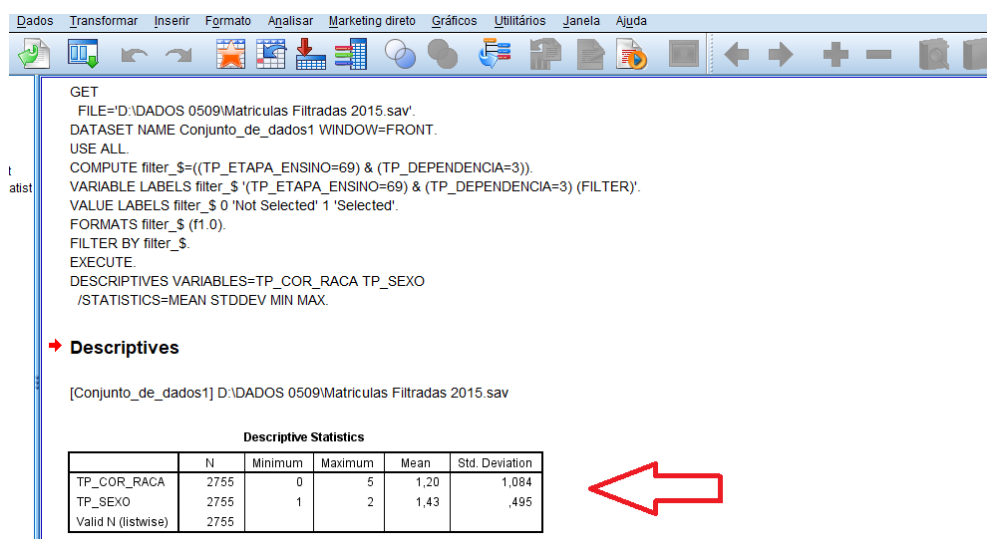 Dados Transformar Inserir Formato Analisar Marketing direto Gráficos Utilitários Janela Ajuda
GET
FILE='D:\DADOS 0509\Matriculas Filtradas 2015.sav'.
DATASET NAME Conjunto_de_dados1 WINDOW=FRONT.
USE ALL.
COMPUTE filter_$=((TP_ETAPA_ENSINO=69) & (TP_DEPENDENCIA=3)).
VARIABLE LABELS filter_$ '(TP_ETAPA_ENSINO=69) & (TP_DEPENDENCIA=3) (FILTER)'.
VALUE LABELS filter_$ 0 'Not Selected' 1 'Selected'.
FORMATS filter_$ (f1.0).
FILTER BY filter_$.
EXECUTE.
DESCRIPTIVES VARIABLES=TP_COR_RACA TP_SEXO
/STATISTICS=MEAN STDDEV MIN MAX.
t
atist
Descriptives
[Conjunto_de_dados1] D:\DADOS 0509\Matriculas Filtradas 2015.sav
Descriptive Statistics
N Minimum Maximum Mean Std. Deviation
TP_COR_RACA 2755 0 5 1,20 1,084
TP_SEXO 2755 1 2 1,43 ,495
Valid N (listwise) 2755